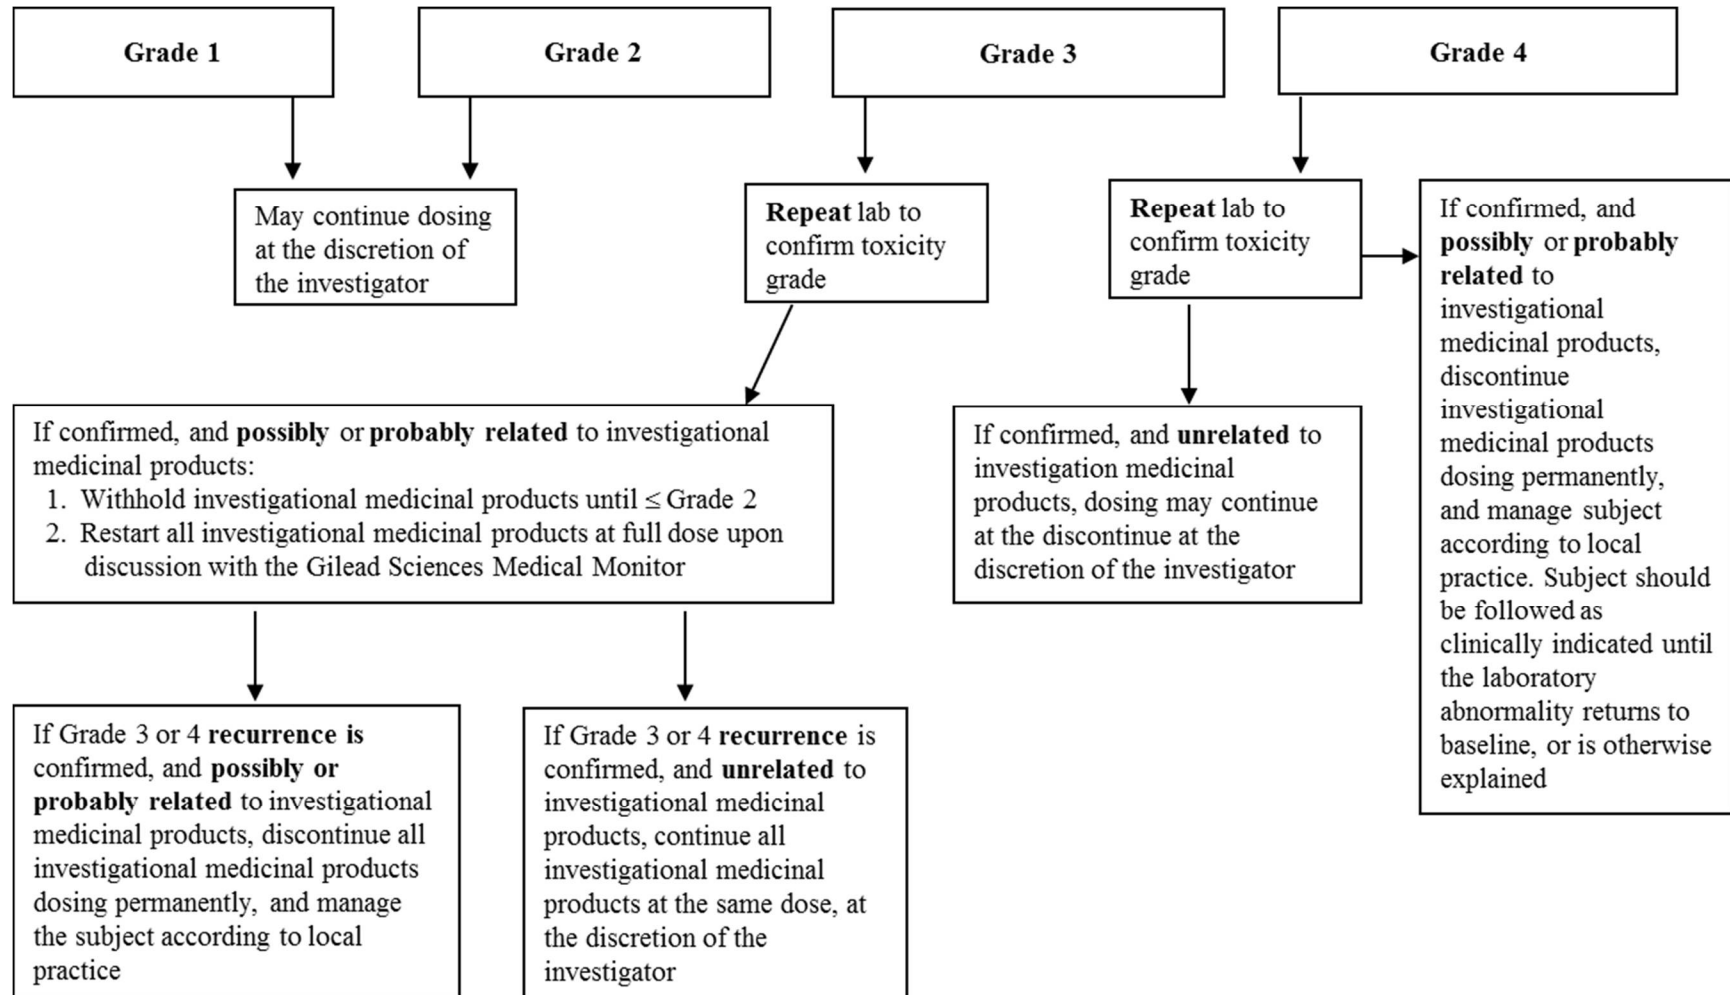 Grade 1
Grade 2
Grade 3
Grade 4
May continue dosing
at the discretion of
the investigator
Repeat lab to
confirm toxicity
grade
Repeat lab to
confirm toxicity
grade
If confirmed, and
possibly or probably
related to
investigational
medicinal products,
discontinue
investigational
medicinal products
dosing permanently,
and manage subject
according to local
practice. Subject should
be followed as
clinically indicated until
the laboratory
abnormality returns to
baseline, or is otherwise
explained
If confirmed, and possibly or probably related to investigational
medicinal products:
1. Withhold investigational medicinal products until ≤ Grade 2
2. Restart all investigational medicinal products at full dose upon
discussion with the Gilead Sciences Medical Monitor
If confirmed, and unrelated to
investigation medicinal
products, dosing may continue
at the discontinue at the
discretion of the investigator
If Grade 3 or 4 recurrence is
confirmed, and possibly or
probably related to investigational
medicinal products, discontinue all
investigational medicinal products
dosing permanently, and manage
the subject according to local
practice
If Grade 3 or 4 recurrence is
confirmed, and unrelated to
investigational medicinal
products, continue all
investigational medicinal
products at the same dose, at
the discretion of the
investigator